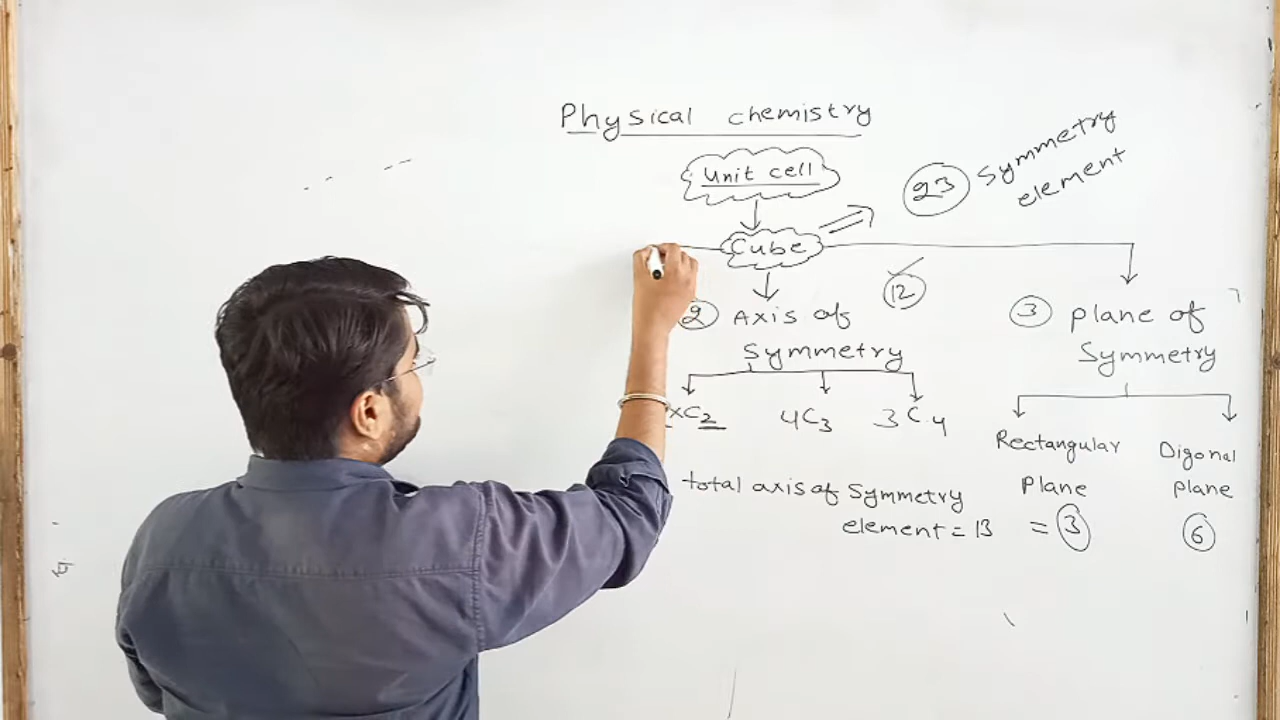 Physical chemistry
Unit cell
23 Symmetry
element
Cube
12
2 Axis of
Symmetry
3 Plane of
Symmetry
xC2 4C3 3C4
Rectangular
Plane
= 3
Digonal
plane
6
total axis of Symmetry
element = 13